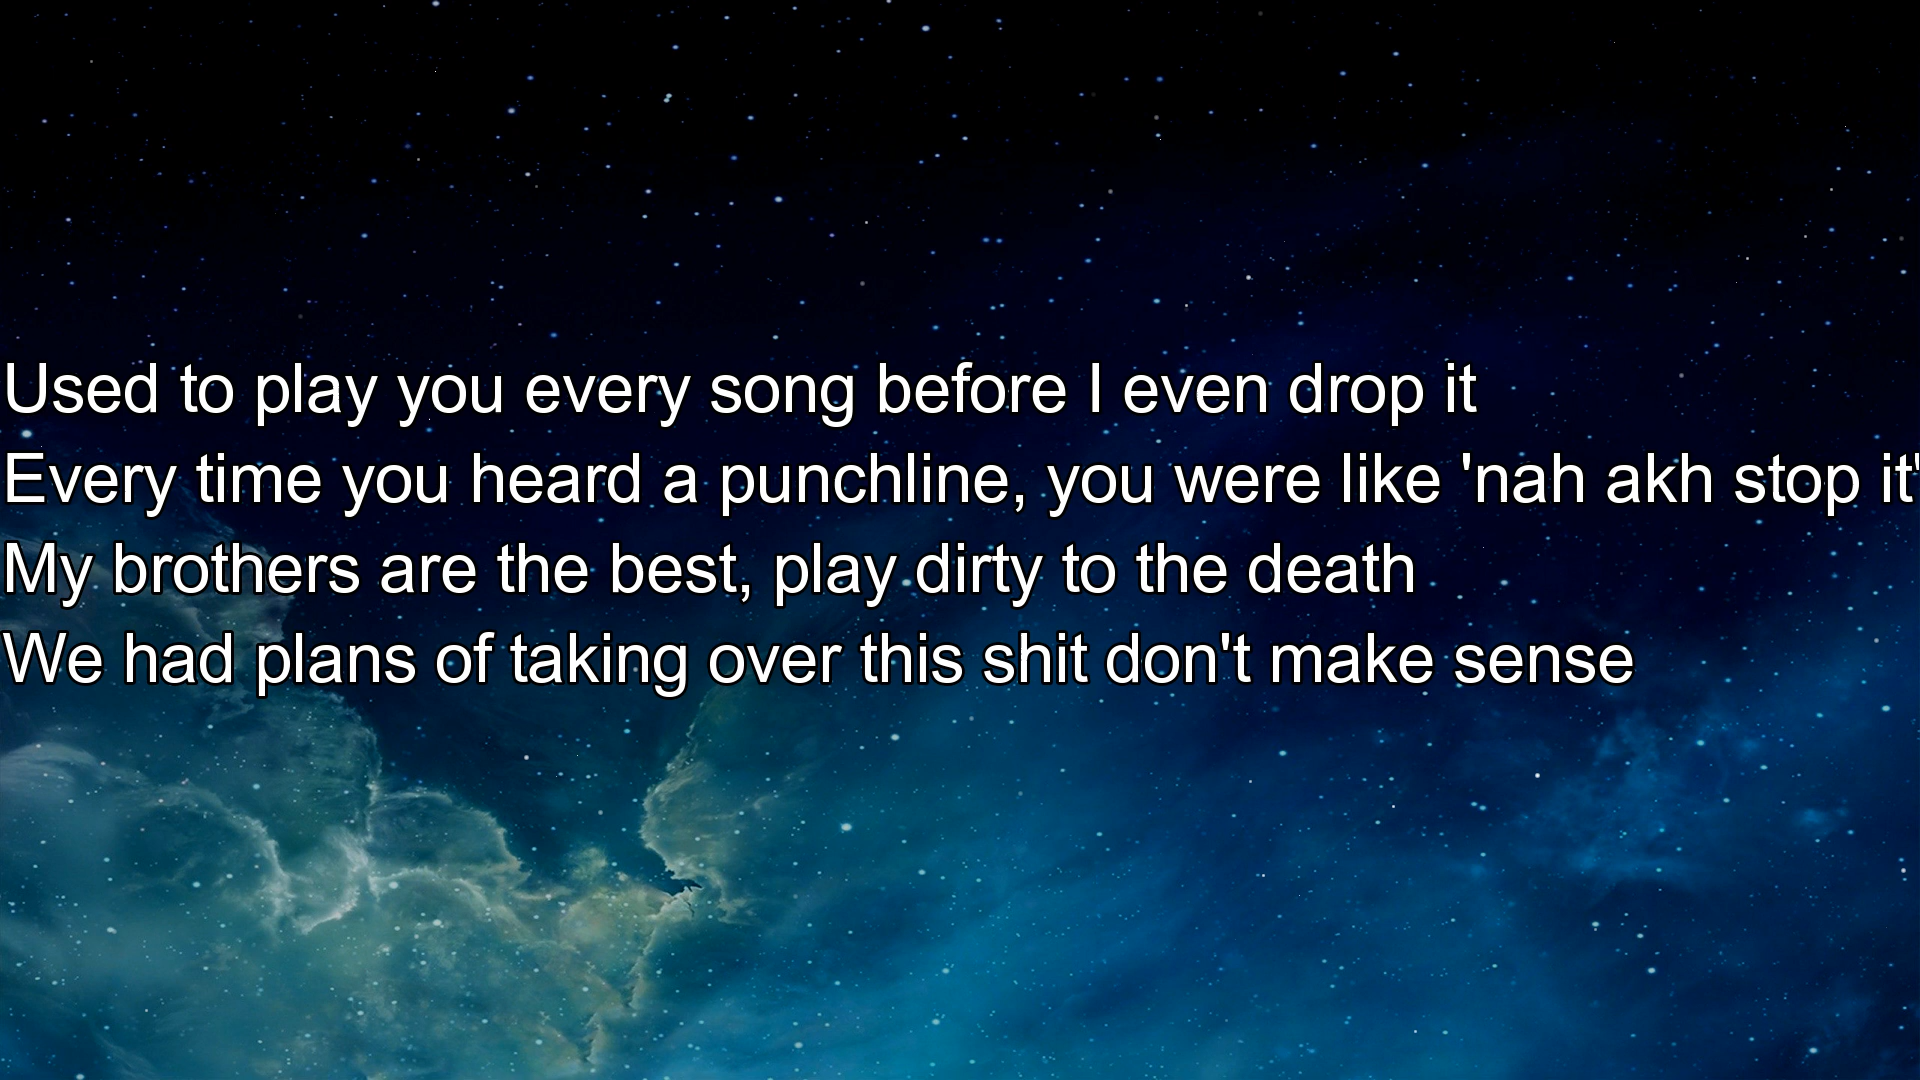 Used to play you every song before I even drop it
Every time you heard a punchline, you were like 'nah akh stop it'
My brothers are the best, play dirty to the death
We had plans of taking over this shit don't make sense